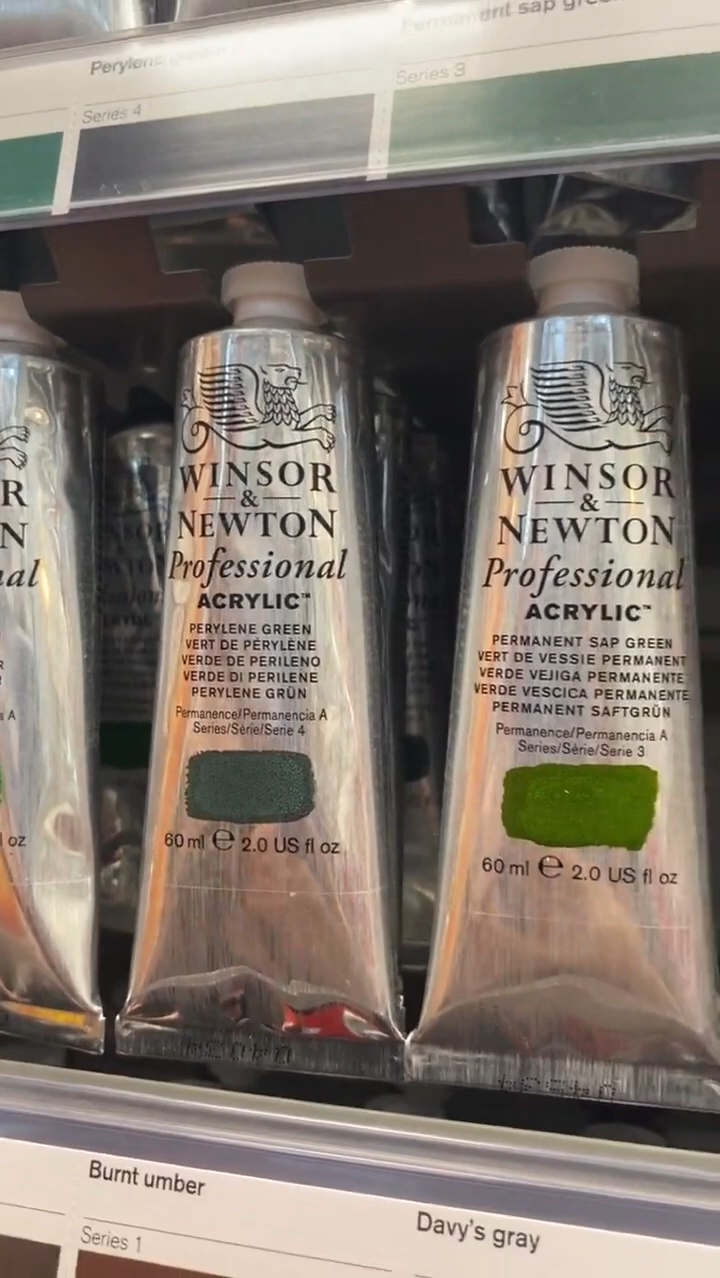 Perylene green
Series 4
Permanent sap green
Series 3
WINSOR
&
NEWTON
Professional
ACRYLIC™
PERYLENE GREEN
VERT DE PÉRYLÈNE
VERDE DE PERILENO
VERDE DI PERILENE
PERYLENE GRÜN
Permanence/Permanencia A
Series/Série/Serie 4
60 ml ℮ 2.0 US fl oz
WINSOR
&
NEWTON
Professional
ACRYLIC™
PERMANENT SAP GREEN
VERT DE VESSIE PERMANENT
VERDE VEJIGA PERMANENTE
VERDE VESCICA PERMANENTE
PERMANENT SAFTGRÜN
Permanence/Permanencia A
Series/Série/Serie 3
60 ml ℮ 2.0 US fl oz
Burnt umber
Series 1
Davy's gray